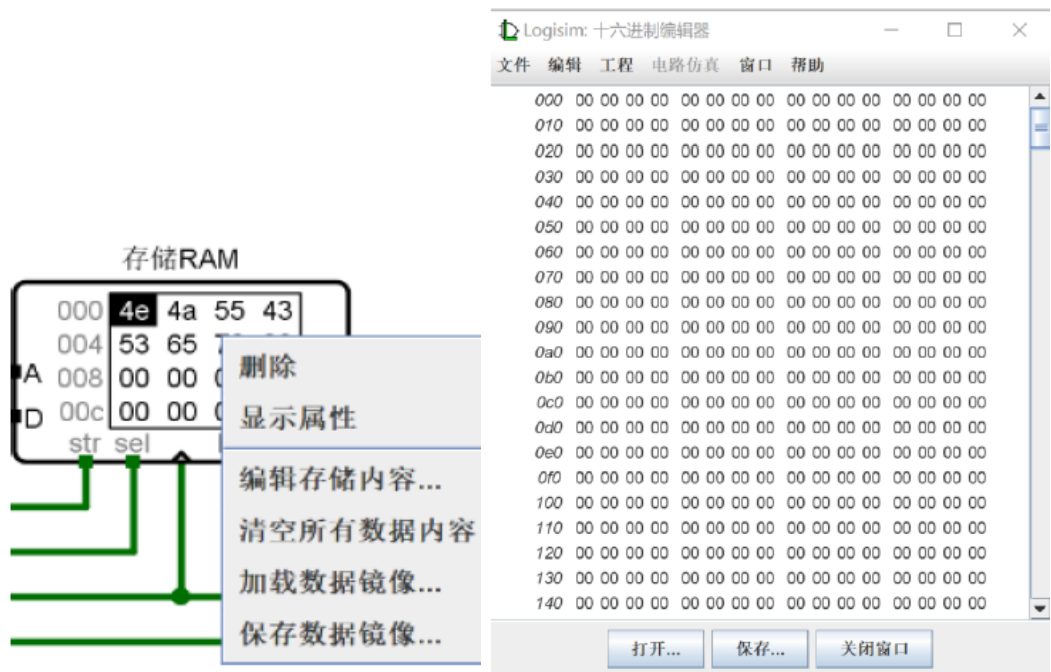 存储RAM
000 4e 4a 55 43
004 53 65
A 008 00 00
D 00c 00 00
str sel
删除
显示属性
编辑存储内容...
清空所有数据内容
加载数据镜像...
保存数据镜像...
Logisim: 十六进制编辑器
文件 编辑 工程 电路仿真 窗口 帮助
000 00 00 00 00 00 00 00 00 00 00 00 00 00 00 00 00
010 00 00 00 00 00 00 00 00 00 00 00 00 00 00 00 00
020 00 00 00 00 00 00 00 00 00 00 00 00 00 00 00 00
030 00 00 00 00 00 00 00 00 00 00 00 00 00 00 00 00
040 00 00 00 00 00 00 00 00 00 00 00 00 00 00 00 00
050 00 00 00 00 00 00 00 00 00 00 00 00 00 00 00 00
060 00 00 00 00 00 00 00 00 00 00 00 00 00 00 00 00
070 00 00 00 00 00 00 00 00 00 00 00 00 00 00 00 00
080 00 00 00 00 00 00 00 00 00 00 00 00 00 00 00 00
090 00 00 00 00 00 00 00 00 00 00 00 00 00 00 00 00
0a0 00 00 00 00 00 00 00 00 00 00 00 00 00 00 00 00
0b0 00 00 00 00 00 00 00 00 00 00 00 00 00 00 00 00
0c0 00 00 00 00 00 00 00 00 00 00 00 00 00 00 00 00
0d0 00 00 00 00 00 00 00 00 00 00 00 00 00 00 00 00
0e0 00 00 00 00 00 00 00 00 00 00 00 00 00 00 00 00
0f0 00 00 00 00 00 00 00 00 00 00 00 00 00 00 00 00
100 00 00 00 00 00 00 00 00 00 00 00 00 00 00 00 00
110 00 00 00 00 00 00 00 00 00 00 00 00 00 00 00 00
120 00 00 00 00 00 00 00 00 00 00 00 00 00 00 00 00
130 00 00 00 00 00 00 00 00 00 00 00 00 00 00 00 00
140 00 00 00 00 00 00 00 00 00 00 00 00 00 00 00 00
打开... 保存... 关闭窗口